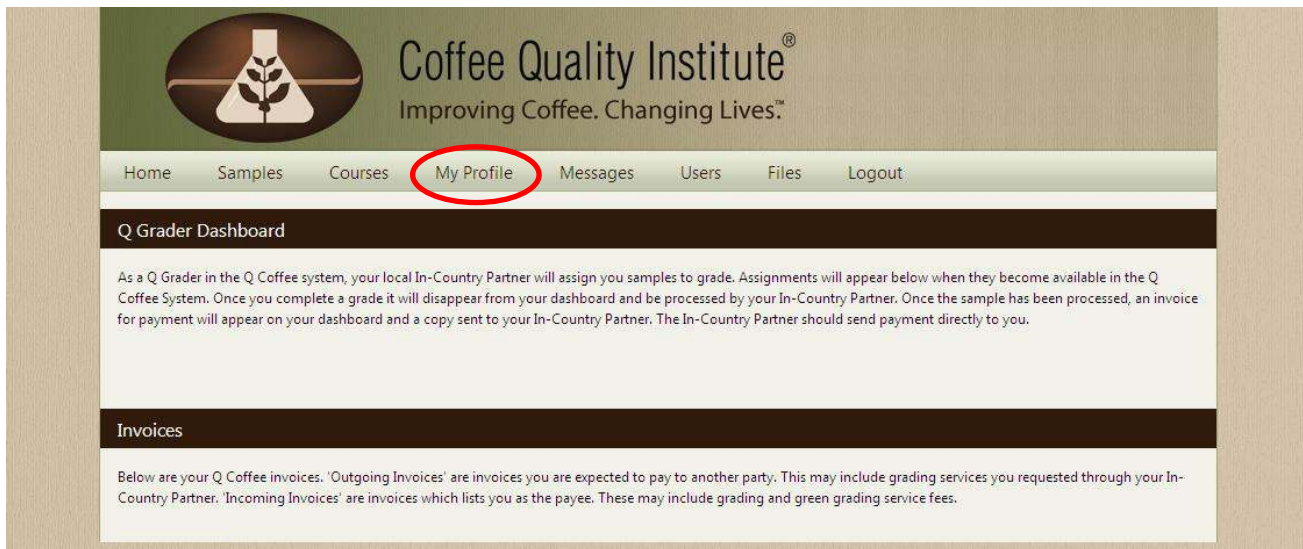 Coffee Quality Institute®
Improving Coffee. Changing Lives.™
Home Samples Courses My Profile Messages Users Files Logout
Q Grader Dashboard
As a Q Grader in the Q Coffee system, your local In-Country Partner will assign you samples to grade. Assignments will appear below when they become available in the Q
Coffee System. Once you complete a grade it will disappear from your dashboard and be processed by your In-Country Partner. Once the sample has been processed, an invoice
for payment will appear on your dashboard and a copy sent to your In-Country Partner. The In-Country Partner should send payment directly to you.
Invoices
Below are your Q Coffee invoices. 'Outgoing Invoices' are invoices you are expected to pay to another party. This may include grading services you requested through your In-
Country Partner. 'Incoming Invoices' are invoices which lists you as the payee. These may include grading and green grading service fees.